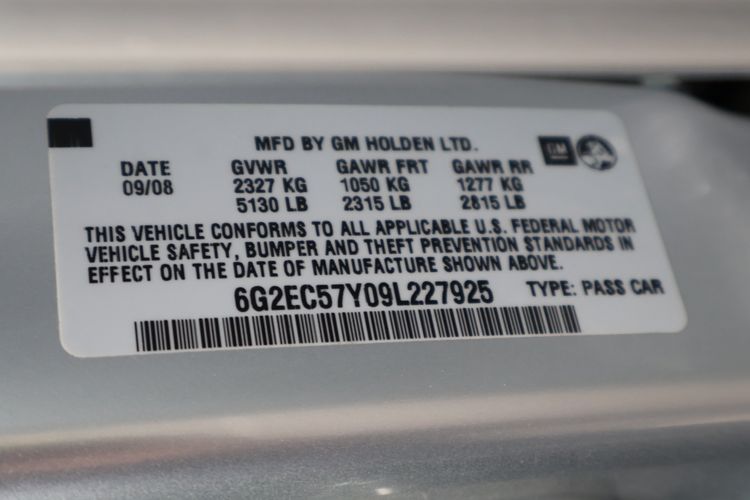 MFD BY GM HOLDEN LTD. GM
DATE GVWR GAWR FRT GAWR RR
09/08 2327 KG 1050 KG 1277 KG
5130 LB 2315 LB 2815 LB
THIS VEHICLE CONFORMS TO ALL APPLICABLE U.S. FEDERAL MOTOR
VEHICLE SAFETY, BUMPER AND THEFT PREVENTION STANDARDS IN
EFFECT ON THE DATE OF MANUFACTURE SHOWN ABOVE.
6G2EC57Y09L227925 TYPE: PASS CAR